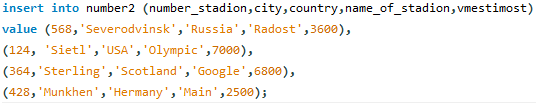 insert into number2 (number_stadion,city,country,name_of_stadion,vmestimost)
value (568,'Severodvinsk','Russia','Radost',3600),
(124, 'Sietl','USA','Olympic',7000),
(364,'Sterling','Scotland','Google',6800),
(428,'Munkhen','Hermany','Main',2500);